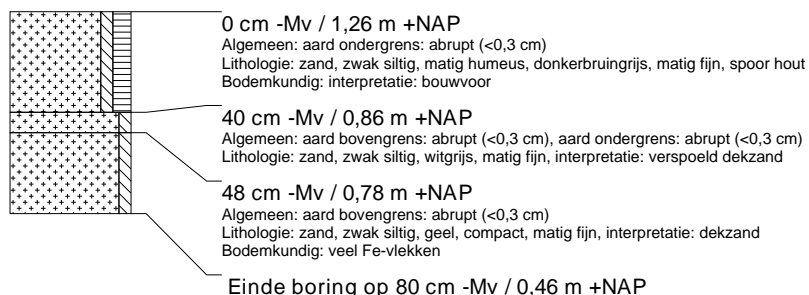 0 cm -Mv / 1,26 m +NAP
Algemeen: aard ondergrens: abrupt (<0,3 cm)
Lithologie: zand, zwak siltig, matig humeus, donkerbruingrijs, matig fijn, spoor hout
Bodemkundig: interpretatie: bouwvoor
40 cm -Mv / 0,86 m +NAP
Algemeen: aard bovengrens: abrupt (<0,3 cm), aard ondergrens: abrupt (<0,3 cm)
Lithologie: zand, zwak siltig, witgrijs, matig fijn, interpretatie: verspoeld dekzand
48 cm -Mv / 0,78 m +NAP
Algemeen: aard bovengrens: abrupt (<0,3 cm)
Lithologie: zand, zwak siltig, geel, compact, matig fijn, interpretatie: dekzand
Bodemkundig: veel Fe-vlekken
Einde boring op 80 cm -Mv / 0,46 m +NAP